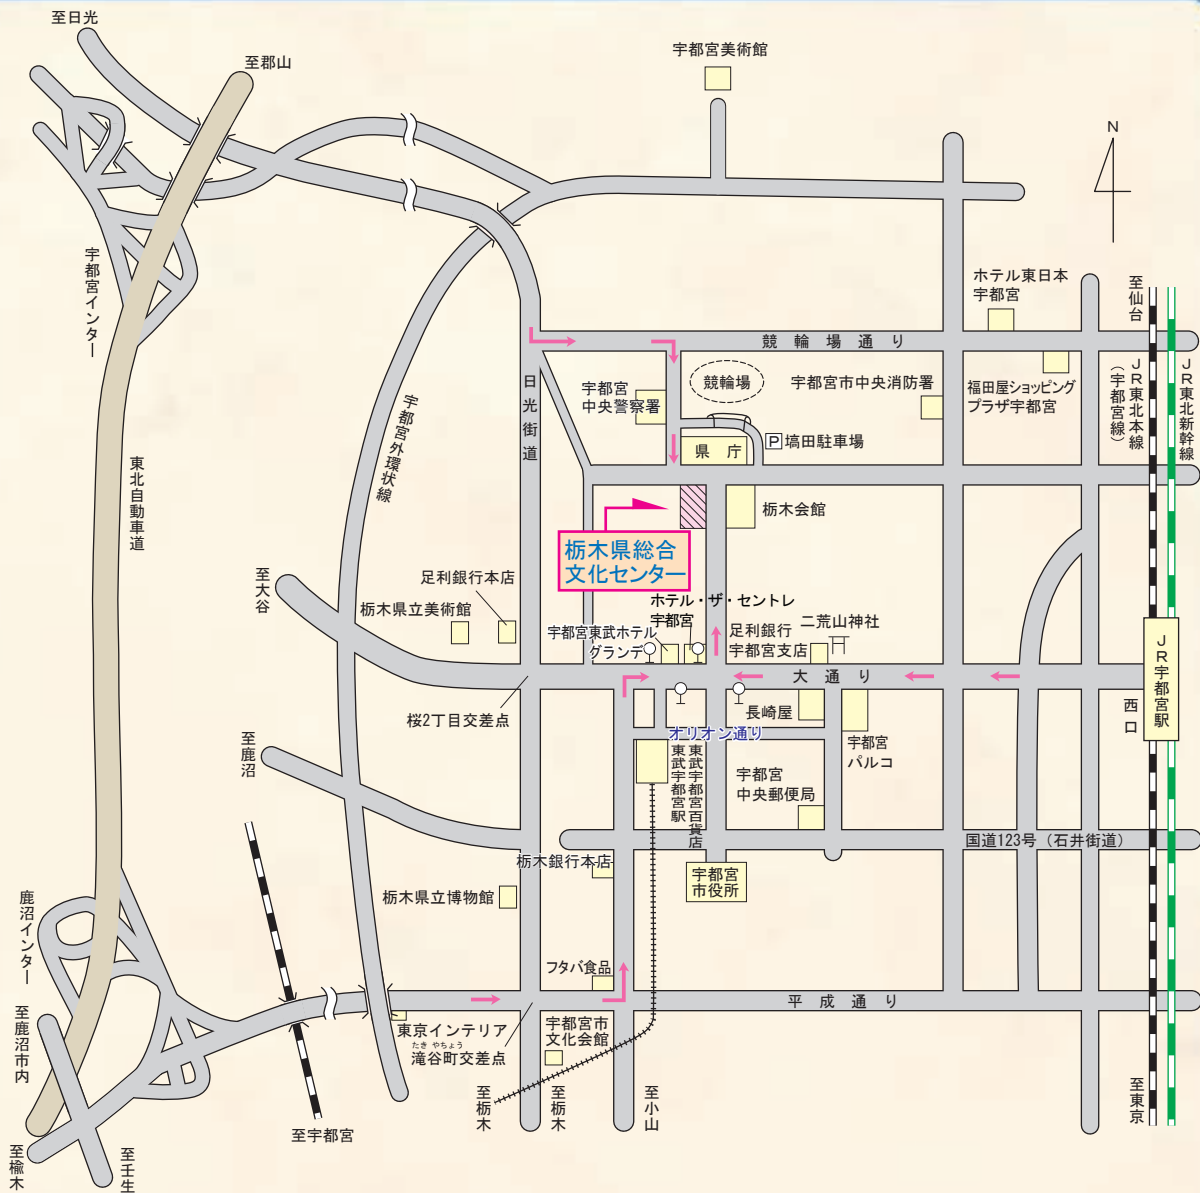 至日光
至郡山
宇都宮美術館
N
宇都宮インター
ホテル東日本
宇都宮
至仙台
競輪場通り
競輪場
宇都宮
中央警察署
宇都宮市中央消防署
福田屋ショッピング
プラザ宇都宮
JR東北本線
（宇都宮線）
JR東北新幹線
日光街道
宇都宮外環状線
東北自動車道
県庁
P
塙田駐車場
栃木会館
栃木県総合
文化センター
至大谷
足利銀行本店
栃木県立美術館
ホテル・ザ・セントレ
宇都宮
宇都宮東武ホテル
グランデ
足利銀行
宇都宮支店
二荒山神社
大通り
JR宇都宮駅
西口
桜2丁目交差点
長崎屋
オリオン通り
宇都宮
パルコ
至鹿沼
東武宇都宮駅
東武宇都宮百貨店
宇都宮
中央郵便局
国道123号（石井街道）
栃木銀行本店
宇都宮
市役所
栃木県立博物館
鹿沼インター
フタバ食品
平成通り
至鹿沼市内
東京インテリア
たきやちょう
滝谷町交差点
宇都宮市
文化会館
至栃木
至栃木
至小山
至東京
至宇都宮
至楡木
至壬生